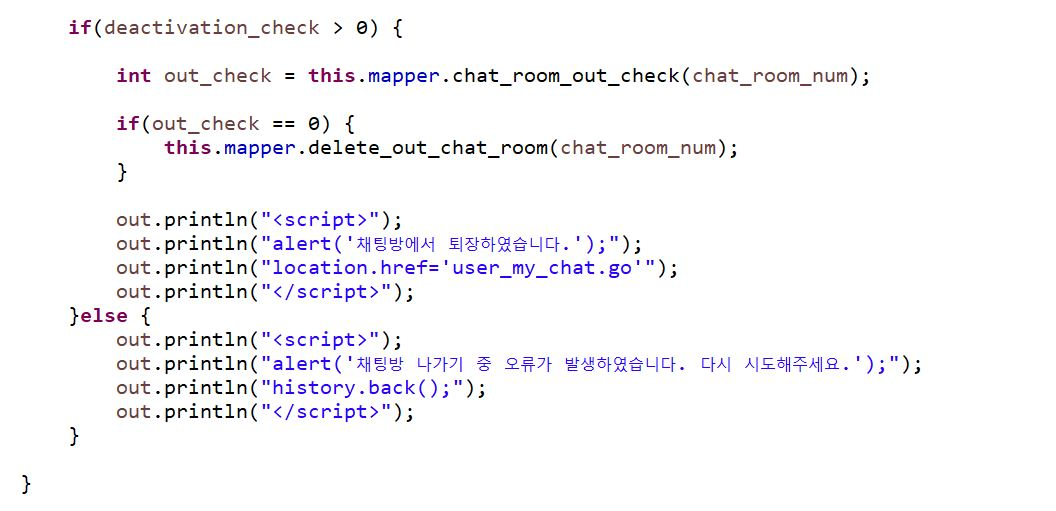 if(deactivation_check > 0) {
int out_check = this.mapper.chat_room_out_check(chat_room_num);
if(out_check == 0) {
this.mapper.delete_out_chat_room(chat_room_num);
}
out.println("<script>");
out.println("alert('채팅방에서 퇴장하였습니다.');");
out.println("location.href='user_my_chat.go'");
out.println("</script>");
}else {
out.println("<script>");
out.println("alert('채팅방 나가기 중 오류가 발생하였습니다. 다시 시도해주세요.');");
out.println("history.back();");
out.println("</script>");
}
}